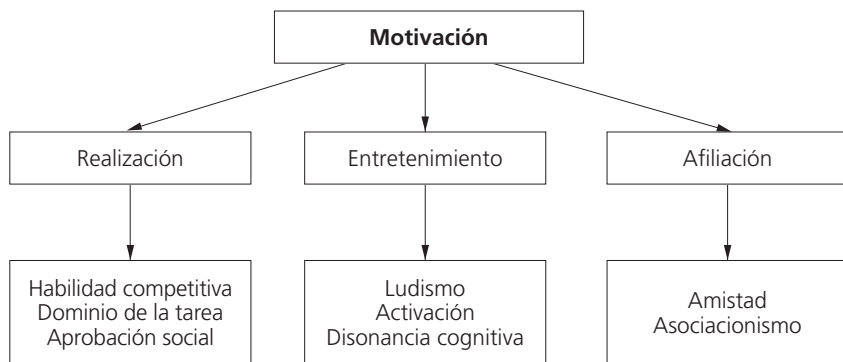 Motivación
Realización
Entretenimiento
Afiliación
Habilidad competitiva
Dominio de la tarea
Aprobación social
Ludismo
Activación
Disonancia cognitiva
Amistad
Asociacionismo